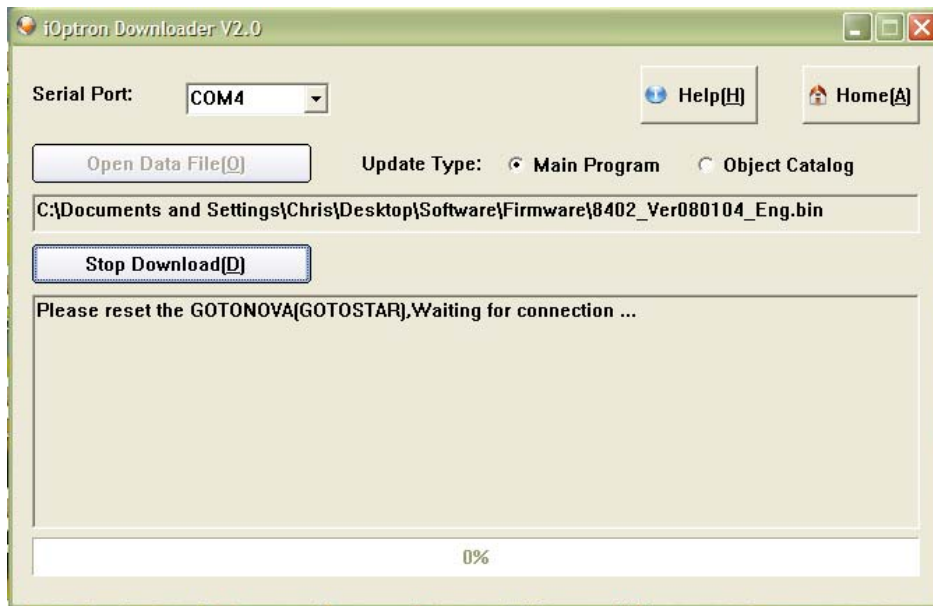 iOptron Downloader V2.0
Serial Port: COM4 Help(H) Home(A)
Open Data File(O) Update Type: Main Program Object Catalog
C:\Documents and Settings\Chris\Desktop\Software\Firmware\8402_Ver080104_Eng.bin
Stop Download(D)
Please reset the GOTONOVA(GOTOSTAR),Waiting for connection ...
0%